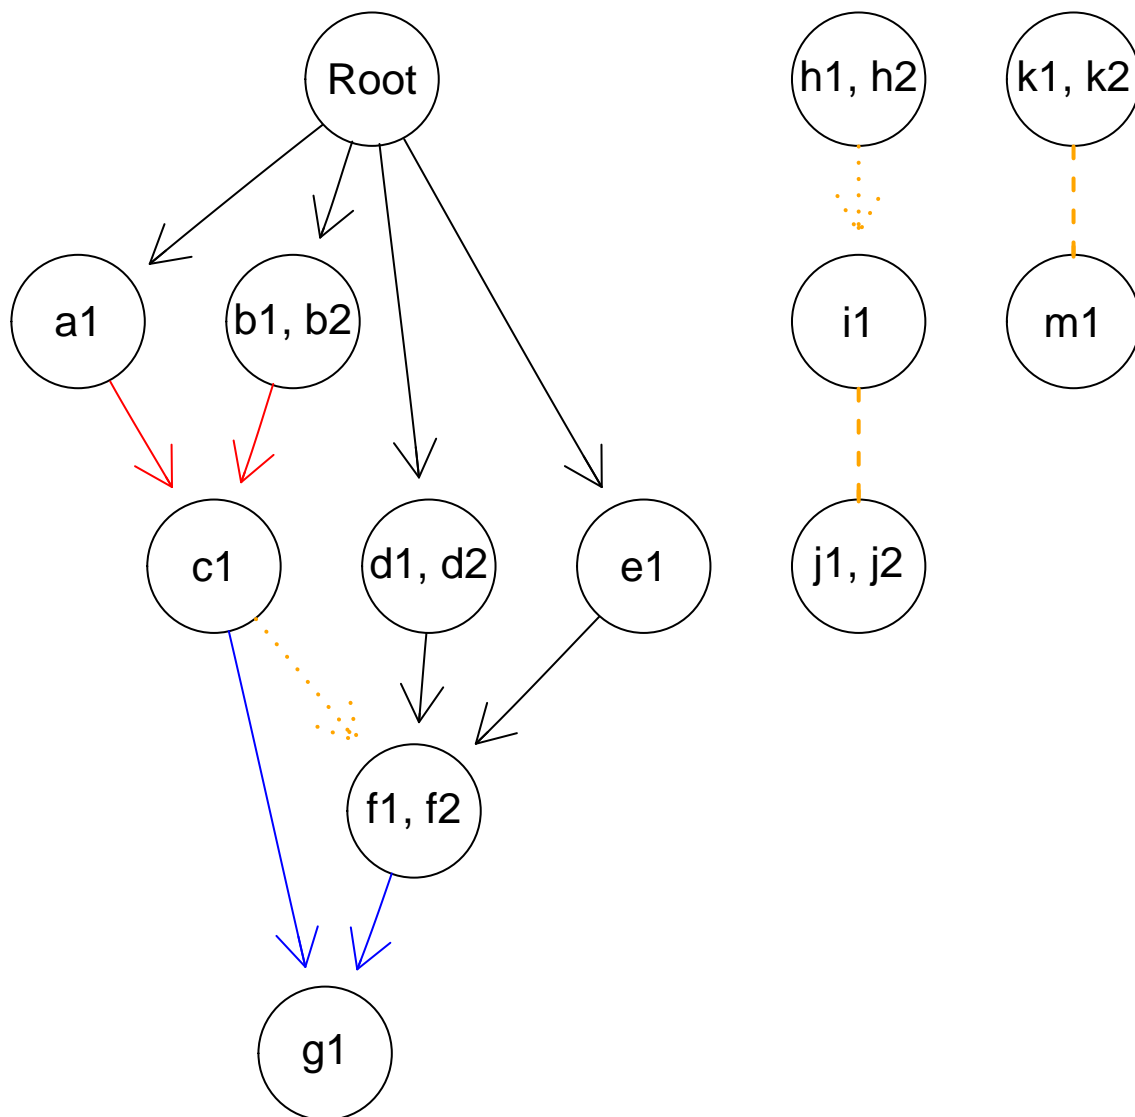 Root
h1, h2
k1, k2
a1
b1, b2
i1
m1
c1
d1, d2
e1
j1, j2
f1, f2
g1